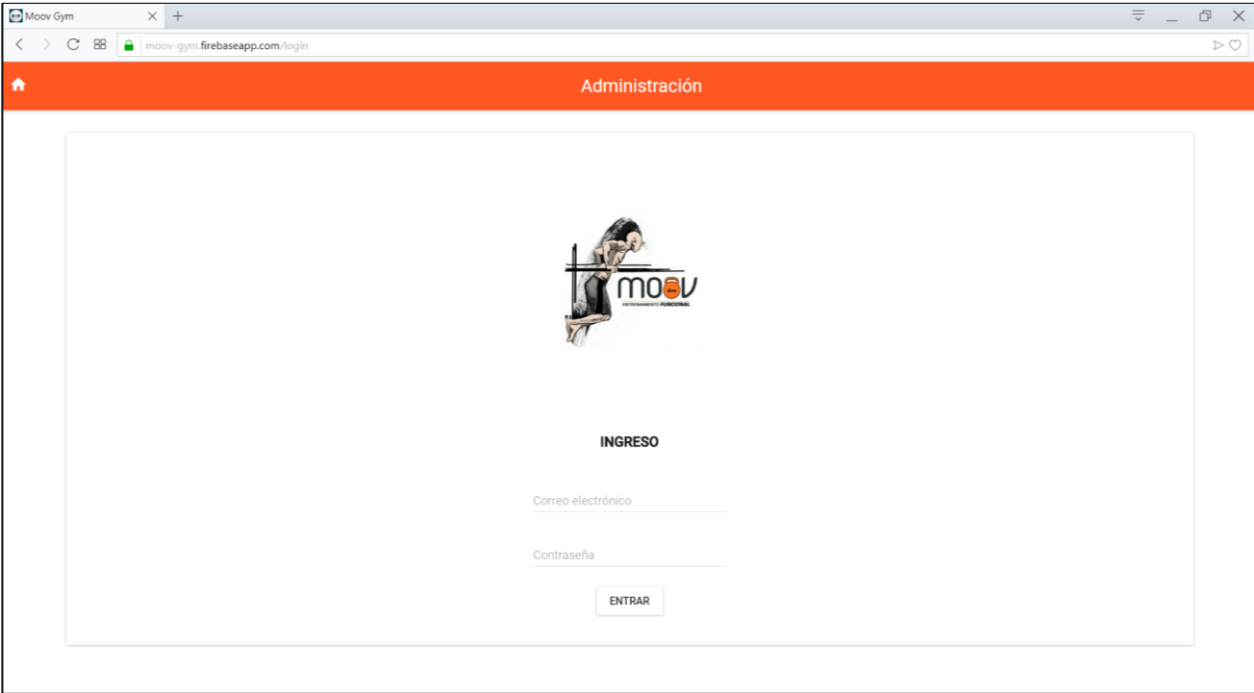 Moov Gym
moov-gym.firebaseapp.com/login
Administración
moov
ENTRENAMIENTO FUNCIONAL
INGRESO
Correo electrónico
Contraseña
ENTRAR